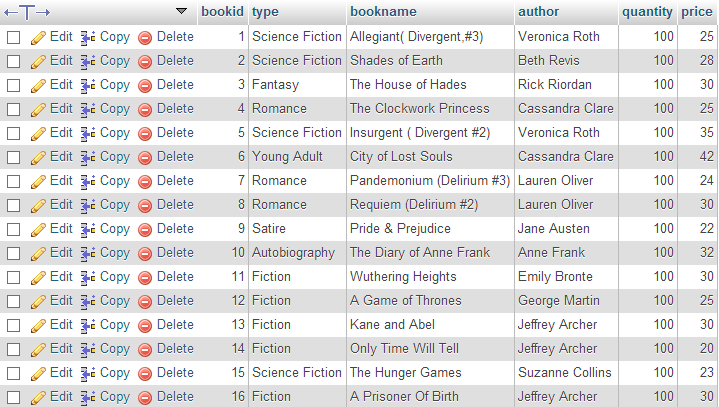 ←T→ bookid type bookname author quantity price
Edit Copy Delete 1 Science Fiction Allegiant( Divergent,#3) Veronica Roth 100 25
Edit Copy Delete 2 Science Fiction Shades of Earth Beth Revis 100 28
Edit Copy Delete 3 Fantasy The House of Hades Rick Riordan 100 30
Edit Copy Delete 4 Romance The Clockwork Princess Cassandra Clare 100 25
Edit Copy Delete 5 Science Fiction Insurgent ( Divergent #2) Veronica Roth 100 35
Edit Copy Delete 6 Young Adult City of Lost Souls Cassandra Clare 100 42
Edit Copy Delete 7 Romance Pandemonium (Delirium #3) Lauren Oliver 100 24
Edit Copy Delete 8 Romance Requiem (Delirium #2) Lauren Oliver 100 30
Edit Copy Delete 9 Satire Pride & Prejudice Jane Austen 100 22
Edit Copy Delete 10 Autobiography The Diary of Anne Frank Anne Frank 100 32
Edit Copy Delete 11 Fiction Wuthering Heights Emily Bronte 100 30
Edit Copy Delete 12 Fiction A Game of Thrones George Martin 100 25
Edit Copy Delete 13 Fiction Kane and Abel Jeffrey Archer 100 30
Edit Copy Delete 14 Fiction Only Time Will Tell Jeffrey Archer 100 20
Edit Copy Delete 15 Science Fiction The Hunger Games Suzanne Collins 100 23
Edit Copy Delete 16 Fiction A Prisoner Of Birth Jeffrey Archer 100 30